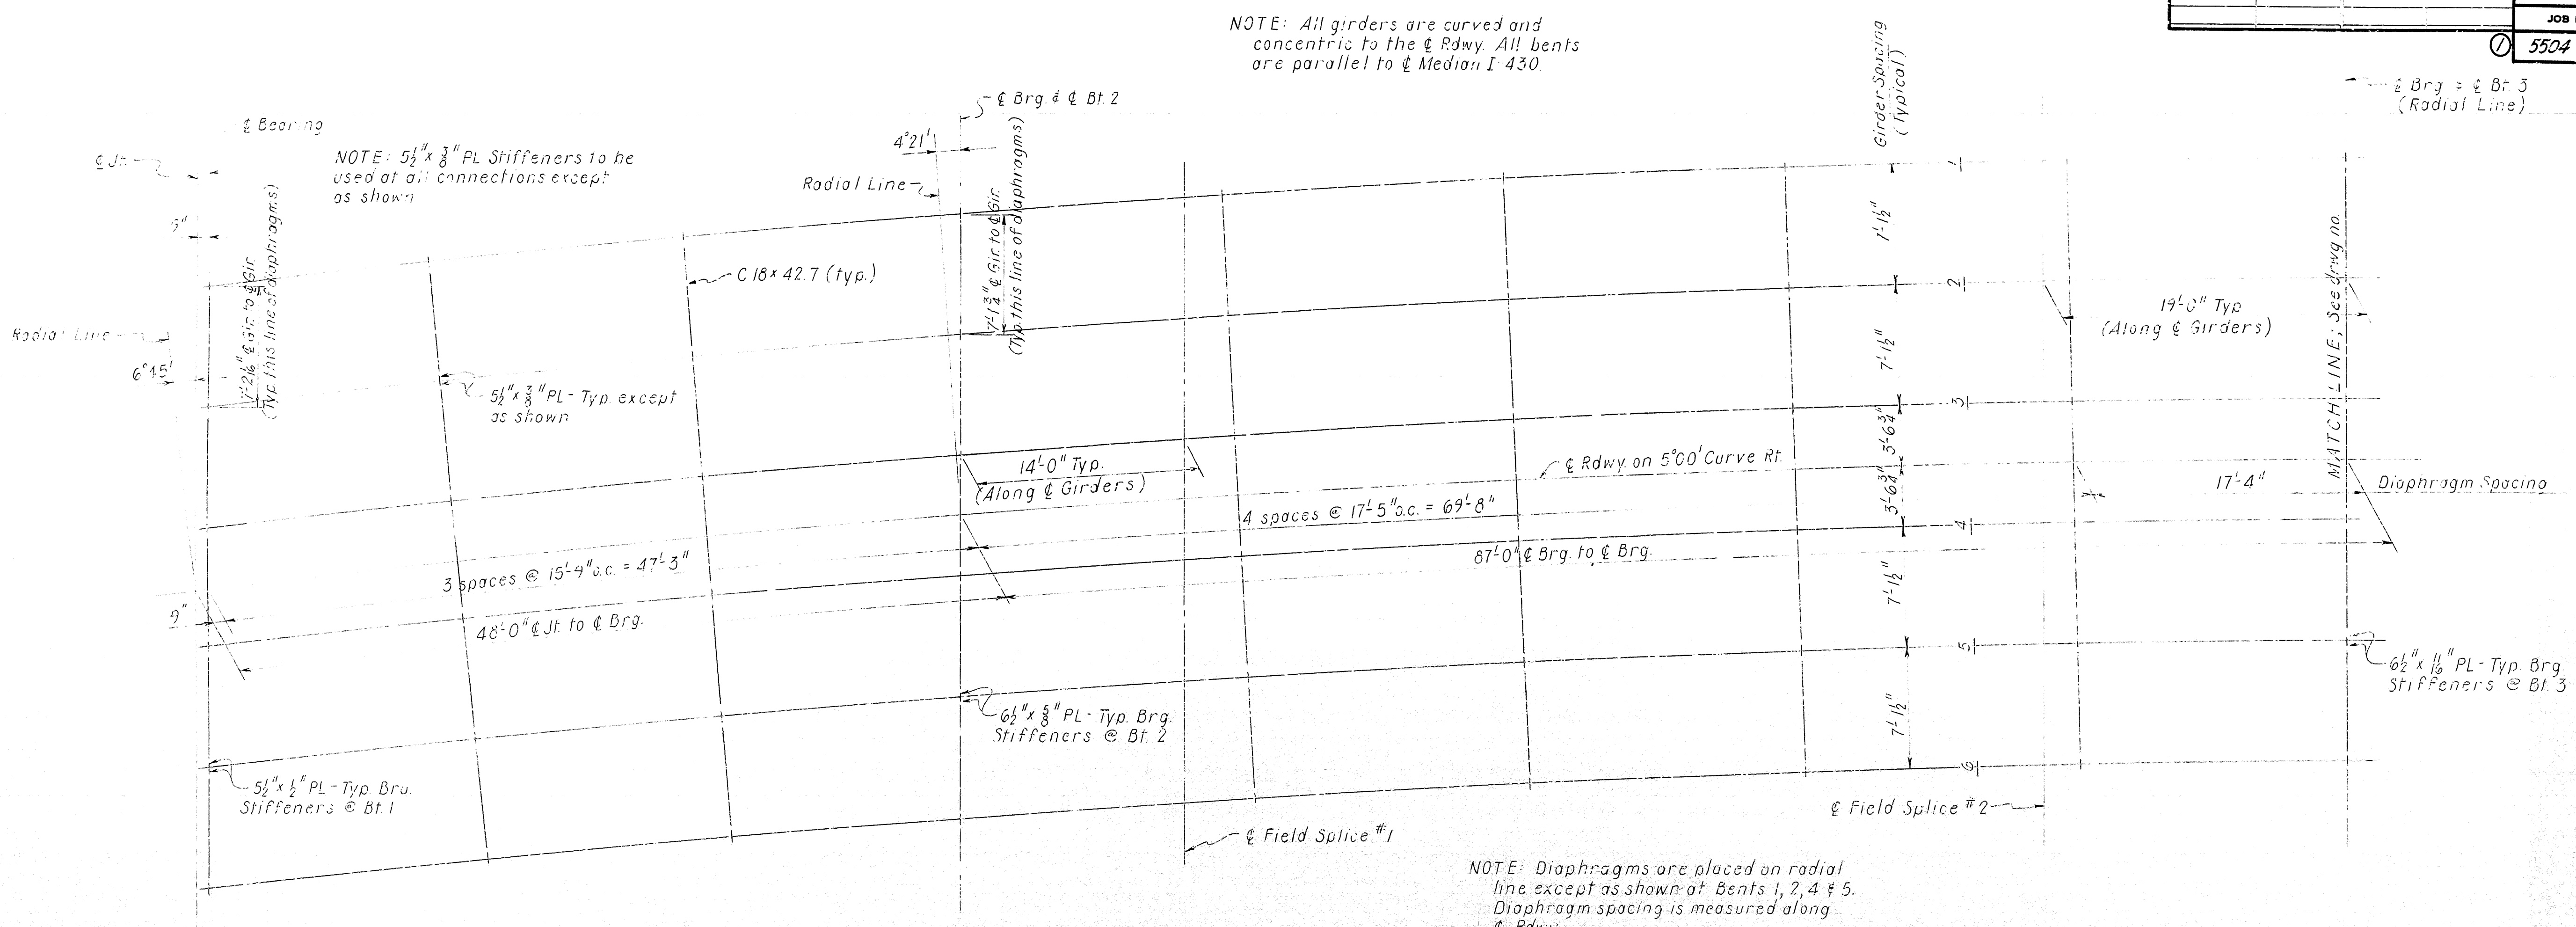 NOTE: All girders are curved and
concentric to the ℄ Rdwy. All bents
are parallel to ℄ Median I-430.
JOB
① 5504
℄ Brg. & ℄ Bt. 2
℄ Brg & ℄ Bt 3
(Radial Line)
℄ Bearing
℄ Jt.
NOTE: 5½" x ⅜" PL Stiffeners to be
used at all connections except
as shown
4°21'
Radial Line
Girder Spacing
(Typical)
9"
7'-2 1/16" ℄ Gir. to ℄ Gir.
(Typ. this line of diaphragms)
7'-1¾" ℄ Gir. to ℄ Gir.
(Typ. this line of diaphragms)
C 18 x 42.7 (typ.)
Radial Line
6°45'
5½" x ⅜" PL - Typ. except
as shown
1
7'-1½"
2
7'-1½"
3
3'-6¾"
3'-6¾"
4
7'-1½"
5
7'-1½"
6
19'-0" Typ
(Along ℄ Girders)
MATCH LINE; See drwg no.
14'-0" Typ.
(Along ℄ Girders)
℄ Rdwy. on 5°00' Curve Rt.
17'-4"
Diaphragm Spacing
4 spaces @ 17'-5" o.c. = 69'-8"
87'-0" ℄ Brg. to ℄ Brg.
3 spaces @ 15'-9" o.c. = 47'-3"
9"
48'-0" ℄ Jt. to ℄ Brg.
6½" x ⅝" PL - Typ. Brg.
Stiffeners @ Bt. 2
6½" x 11/16" PL - Typ. Brg.
Stiffeners @ Bt. 3
5½" x ½" PL - Typ. Brg.
Stiffeners @ Bt. 1
℄ Field Splice #1
℄ Field Splice #2
NOTE: Diaphragms are placed on radial
line except as shown at Bents 1, 2, 4 & 5.
Diaphragm spacing is measured along
℄ Rdwy.